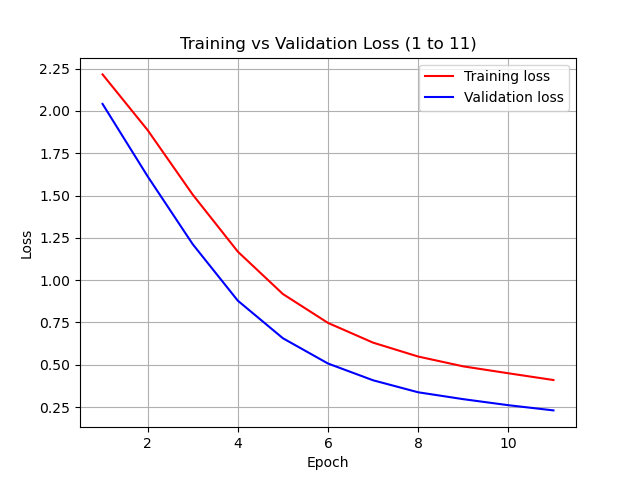 Training vs Validation Loss (1 to 11)
Training loss
Validation loss
Loss
2.25
2.00
1.75
1.50
1.25
1.00
0.75
0.50
0.25
2 4 6 8 10
Epoch